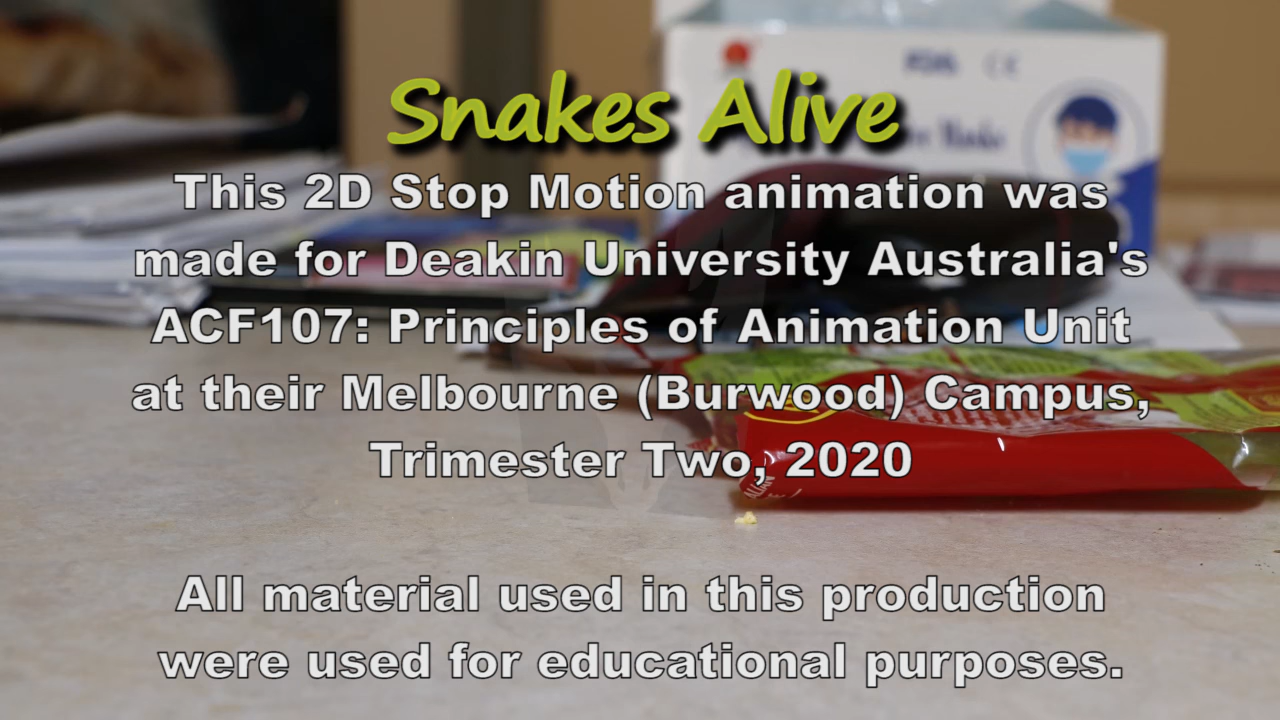 Snakes Alive
This 2D Stop Motion animation was
made for Deakin University Australia's
ACF107: Principles of Animation Unit
at their Melbourne (Burwood) Campus,
Trimester Two, 2020
All material used in this production
were used for educational purposes.